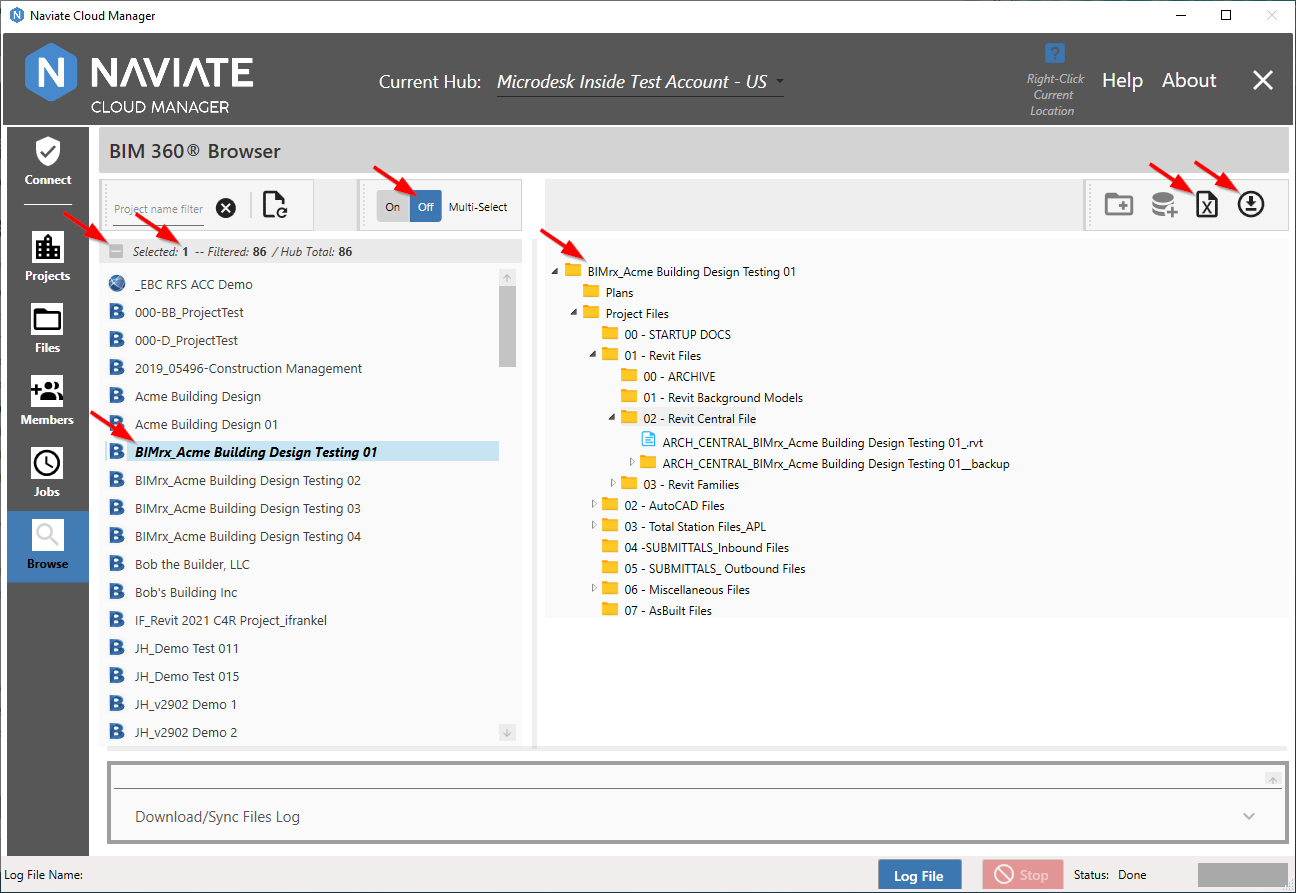 Naviate Cloud Manager
NAVIATE
CLOUD MANAGER
Current Hub: Microdesk Inside Test Account - US
?
Right-Click
Current
Location
Help
About
Connect
Projects
Files
Members
Jobs
Browse
BIM 360® Browser
Project name filter
On
Off
Multi-Select
Selected: 1 -- Filtered: 86 / Hub Total: 86
_EBC RFS ACC Demo
B 000-BB_ProjectTest
B 000-D_ProjectTest
B 2019_05496-Construction Management
B Acme Building Design
B Acme Building Design 01
B BIMrx_Acme Building Design Testing 01
B BIMrx_Acme Building Design Testing 02
B BIMrx_Acme Building Design Testing 03
B BIMrx_Acme Building Design Testing 04
B Bob the Builder, LLC
B Bob's Building Inc
B IF_Revit 2021 C4R Project_ifrankel
B JH_Demo Test 011
B JH_Demo Test 015
B JH_v2902 Demo 1
B JH_v2902 Demo 2
BIMrx_Acme Building Design Testing 01
Plans
Project Files
00 - STARTUP DOCS
01 - Revit Files
00 - ARCHIVE
01 - Revit Background Models
02 - Revit Central File
ARCH_CENTRAL_BIMrx_Acme Building Design Testing 01_.rvt
ARCH_CENTRAL_BIMrx_Acme Building Design Testing 01__backup
03 - Revit Families
02 - AutoCAD Files
03 - Total Station Files_APL
04 -SUBMITTALS_Inbound Files
05 - SUBMITTALS_ Outbound Files
06 - Miscellaneous Files
07 - AsBuilt Files
Download/Sync Files Log
Log File Name:
Log File
Stop
Status: Done